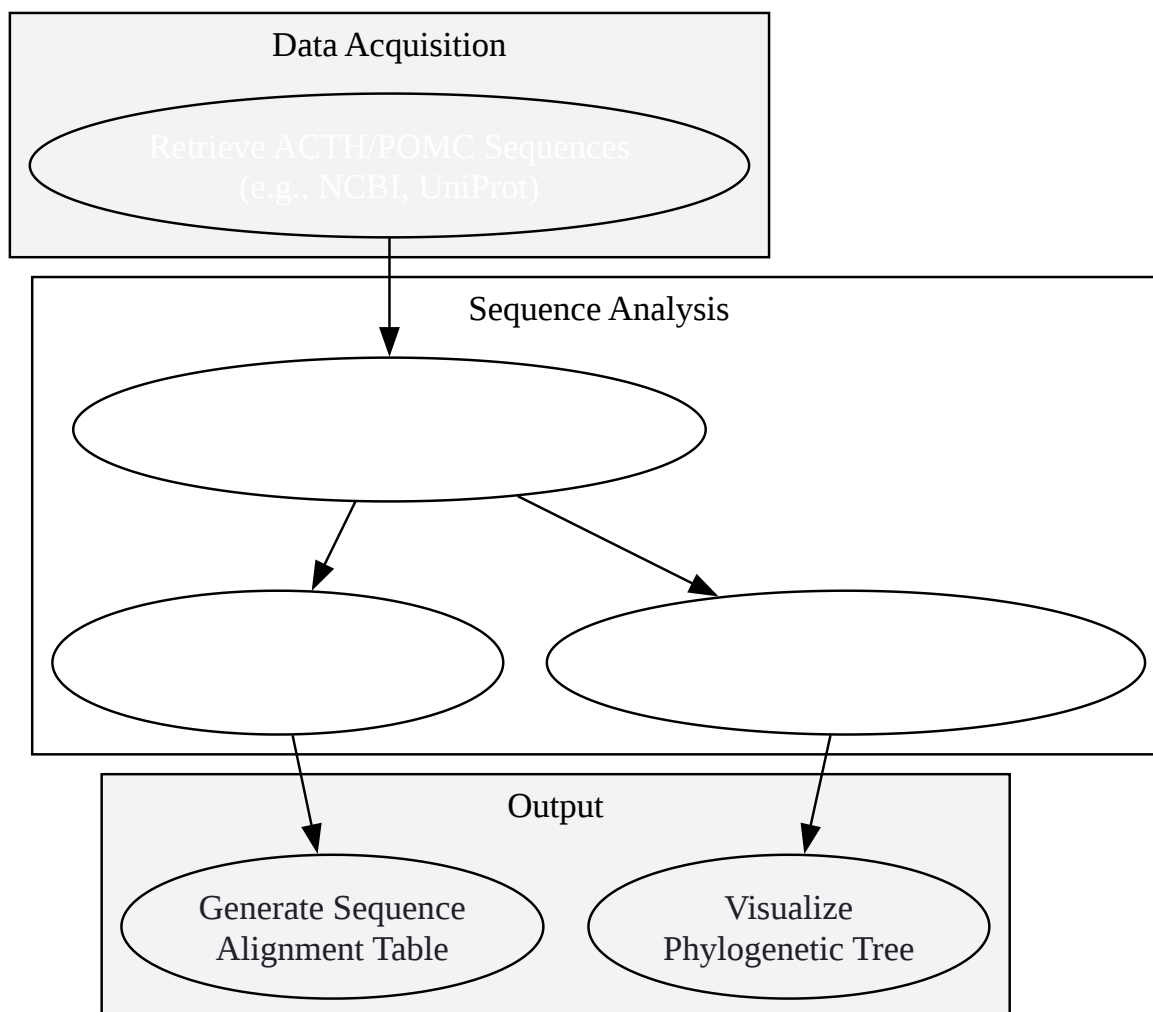 Data Acquisition
Retrieve ACTH/POMC Sequences
(e.g., NCBI, UniProt)
Sequence Analysis
Output
Generate Sequence
Alignment Table
Visualize
Phylogenetic Tree